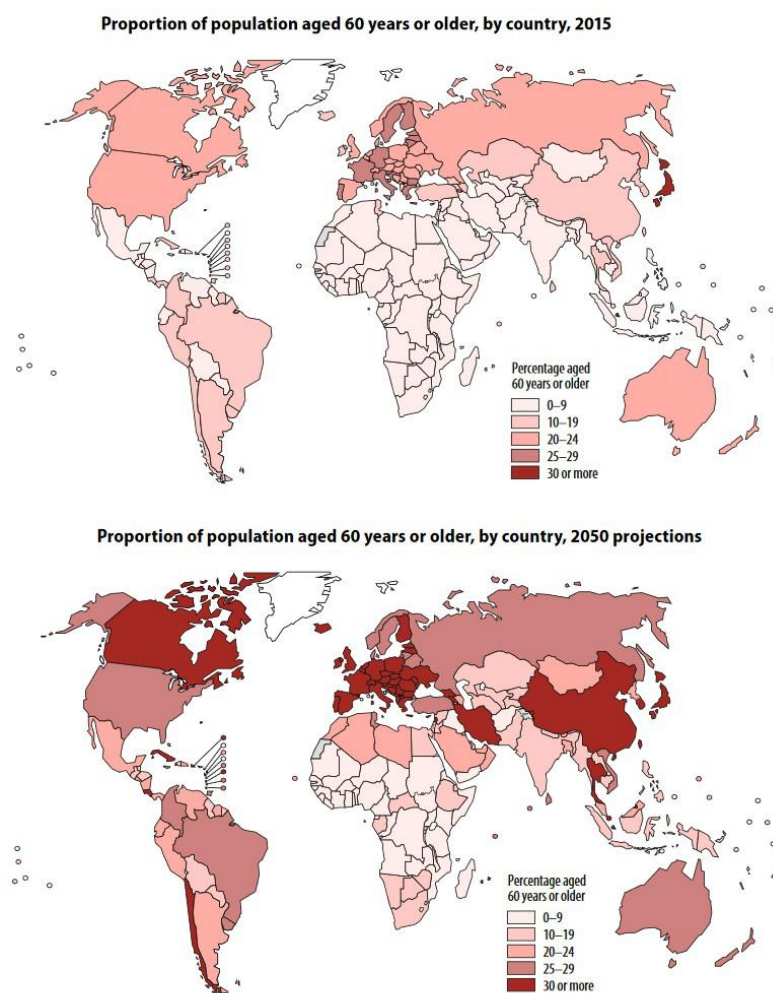 Proportion of population aged 60 years or older, by country, 2015
Percentage aged
60 years or older
0–9
10–19
20–24
25–29
30 or more
Proportion of population aged 60 years or older, by country, 2050 projections
Percentage aged
60 years or older
0–9
10–19
20–24
25–29
30 or more